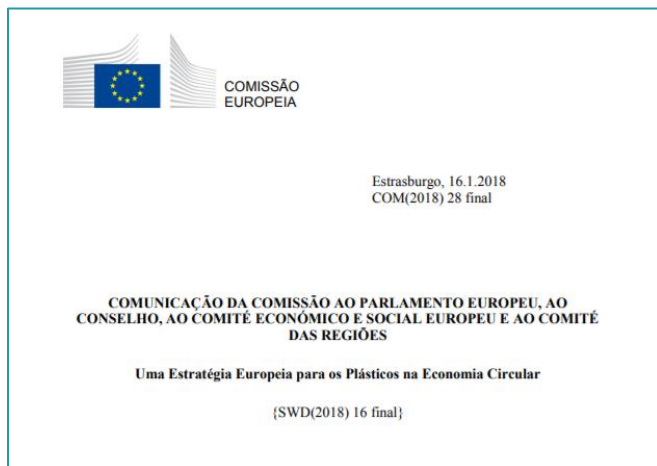 COMISSÃO
EUROPEIA
Estrasburgo, 16.1.2018
COM(2018) 28 final
COMUNICAÇÃO DA COMISSÃO AO PARLAMENTO EUROPEU, AO
CONSELHO, AO COMITÉ ECONÓMICO E SOCIAL EUROPEU E AO COMITÉ
DAS REGIÕES
Uma Estratégia Europeia para os Plásticos na Economia Circular
{SWD(2018) 16 final}